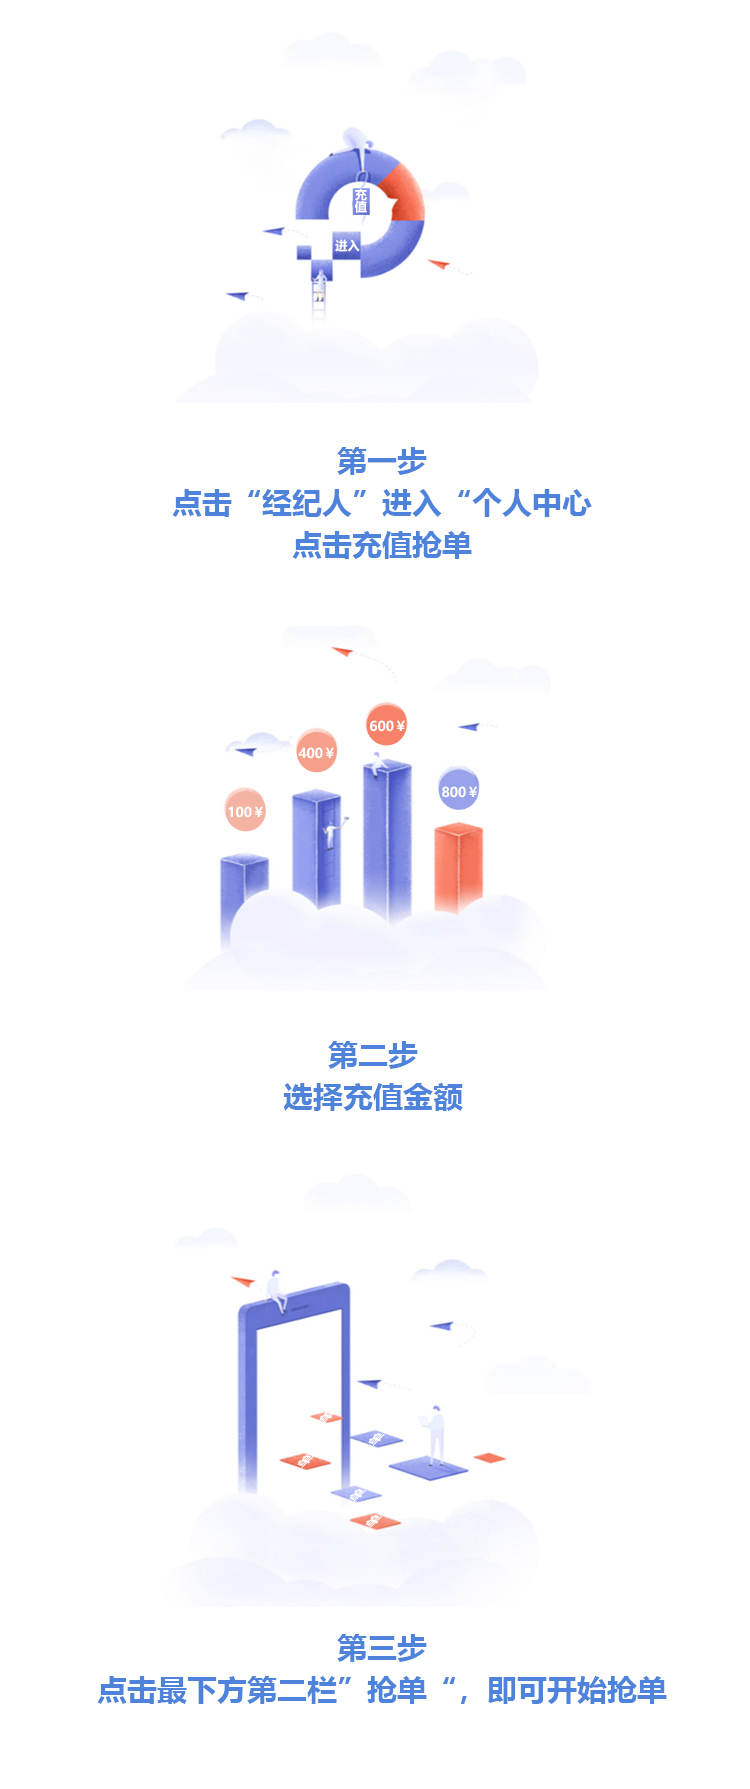 充值
进入
第一步
点击“经纪人”进入“个人中心
点击充值抢单
600¥
400¥
800¥
100¥
第二步
选择充值金额
第三步
点击最下方第二栏”抢单“，即可开始抢单